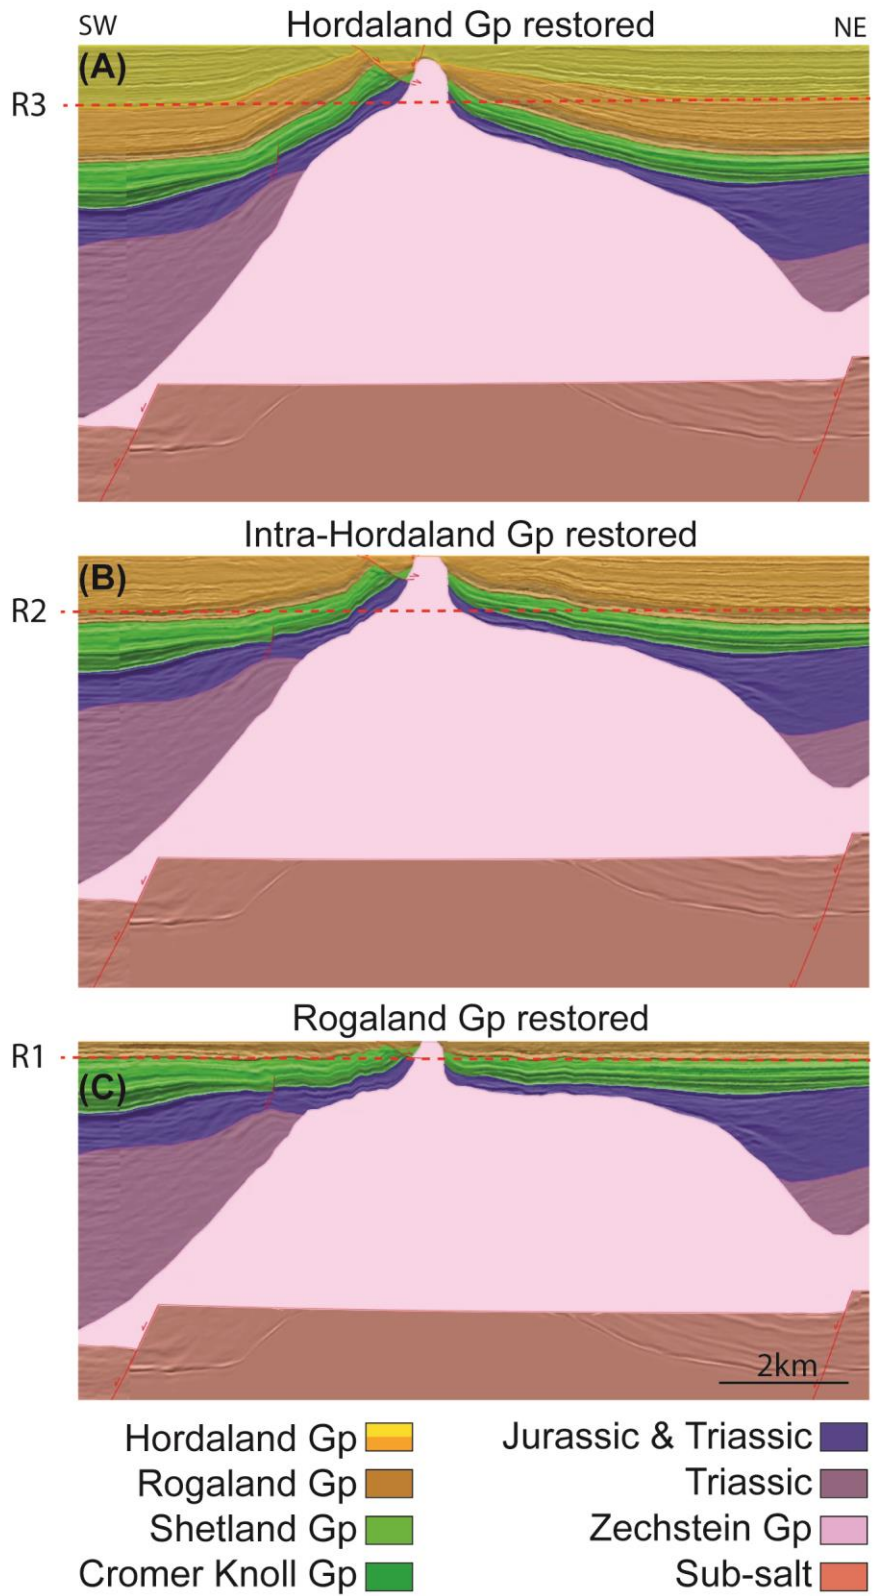 SW Hordaland Gp restored NE
(A)
R3
Intra-Hordaland Gp restored
(B)
R2
Rogaland Gp restored
R1
(C)
2km
Hordaland Gp
Rogaland Gp
Shetland Gp
Cromer Knoll Gp
Jurassic & Triassic
Triassic
Zechstein Gp
Sub-salt